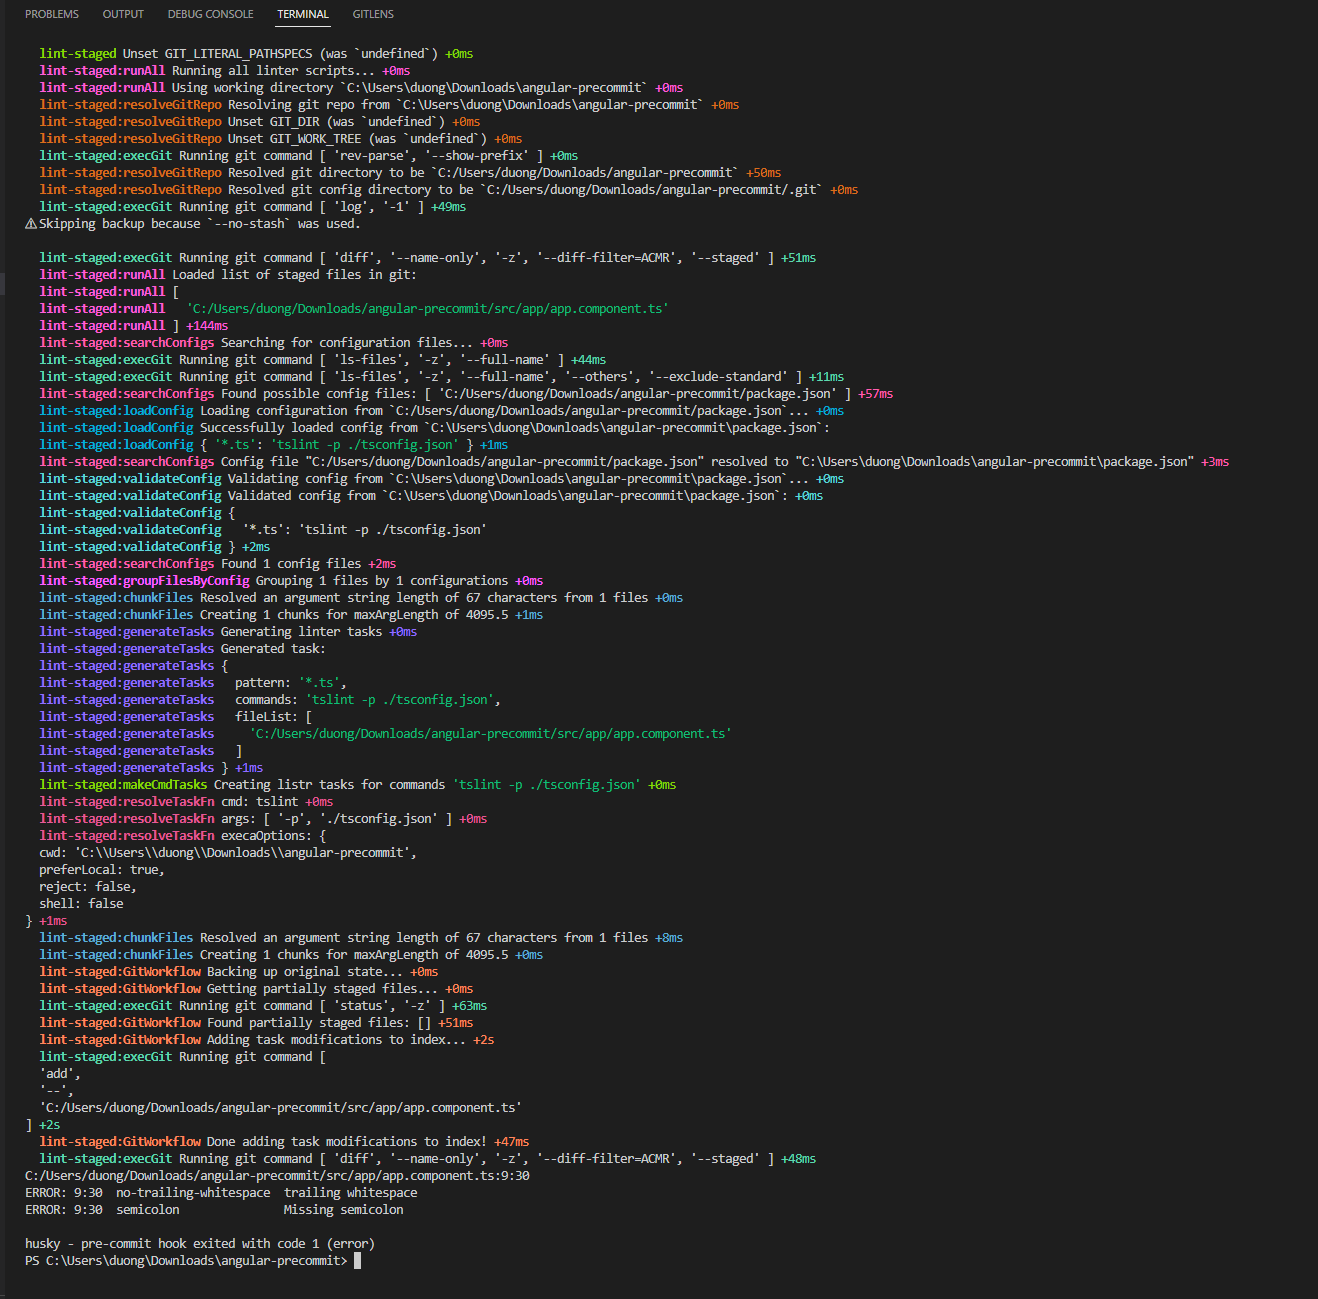 PROBLEMS OUTPUT DEBUG CONSOLE TERMINAL GITLENS
lint-staged Unset GIT_LITERAL_PATHSPECS (was `undefined`) +0ms
lint-staged:runAll Running all linter scripts... +0ms
lint-staged:runAll Using working directory `C:\Users\duong\Downloads\angular-precommit` +0ms
lint-staged:resolveGitRepo Resolving git repo from `C:\Users\duong\Downloads\angular-precommit` +0ms
lint-staged:resolveGitRepo Unset GIT_DIR (was `undefined`) +0ms
lint-staged:resolveGitRepo Unset GIT_WORK_TREE (was `undefined`) +0ms
lint-staged:execGit Running git command [ 'rev-parse', '--show-prefix' ] +0ms
lint-staged:resolveGitRepo Resolved git directory to be `C:/Users/duong/Downloads/angular-precommit` +50ms
lint-staged:resolveGitRepo Resolved git config directory to be `C:/Users/duong/Downloads/angular-precommit/.git` +0ms
lint-staged:execGit Running git command [ 'log', '-1' ] +49ms
⚠Skipping backup because `--no-stash` was used.
lint-staged:execGit Running git command [ 'diff', '--name-only', '-z', '--diff-filter=ACMR', '--staged' ] +51ms
lint-staged:runAll Loaded list of staged files in git:
lint-staged:runAll [
lint-staged:runAll   'C:/Users/duong/Downloads/angular-precommit/src/app/app.component.ts'
lint-staged:runAll ] +144ms
lint-staged:searchConfigs Searching for configuration files... +0ms
lint-staged:execGit Running git command [ 'ls-files', '-z', '--full-name' ] +44ms
lint-staged:execGit Running git command [ 'ls-files', '-z', '--full-name', '--others', '--exclude-standard' ] +11ms
lint-staged:searchConfigs Found possible config files: [ 'C:/Users/duong/Downloads/angular-precommit/package.json' ] +57ms
lint-staged:loadConfig Loading configuration from `C:/Users/duong/Downloads/angular-precommit/package.json`... +0ms
lint-staged:loadConfig Successfully loaded config from `C:\Users\duong\Downloads\angular-precommit\package.json`:
lint-staged:loadConfig { '*.ts': 'tslint -p ./tsconfig.json' } +1ms
lint-staged:searchConfigs Config file "C:/Users/duong/Downloads/angular-precommit/package.json" resolved to "C:\Users\duong\Downloads\angular-precommit\package.json" +3ms
lint-staged:validateConfig Validating config from `C:\Users\duong\Downloads\angular-precommit\package.json`... +0ms
lint-staged:validateConfig Validated config from `C:\Users\duong\Downloads\angular-precommit\package.json`: +0ms
lint-staged:validateConfig {
lint-staged:validateConfig   '*.ts': 'tslint -p ./tsconfig.json'
lint-staged:validateConfig } +2ms
lint-staged:searchConfigs Found 1 config files +2ms
lint-staged:groupFilesByConfig Grouping 1 files by 1 configurations +0ms
lint-staged:chunkFiles Resolved an argument string length of 67 characters from 1 files +0ms
lint-staged:chunkFiles Creating 1 chunks for maxArgLength of 4095.5 +1ms
lint-staged:generateTasks Generating linter tasks +0ms
lint-staged:generateTasks Generated task:
lint-staged:generateTasks {
lint-staged:generateTasks   pattern: '*.ts',
lint-staged:generateTasks   commands: 'tslint -p ./tsconfig.json',
lint-staged:generateTasks   fileList: [
lint-staged:generateTasks     'C:/Users/duong/Downloads/angular-precommit/src/app/app.component.ts'
lint-staged:generateTasks   ]
lint-staged:generateTasks } +1ms
lint-staged:makeCmdTasks Creating listr tasks for commands 'tslint -p ./tsconfig.json' +0ms
lint-staged:resolveTaskFn cmd: tslint +0ms
lint-staged:resolveTaskFn args: [ '-p', './tsconfig.json' ] +0ms
lint-staged:resolveTaskFn execaOptions: {
cwd: 'C:\\Users\\duong\\Downloads\\angular-precommit',
preferLocal: true,
reject: false,
shell: false
} +1ms
lint-staged:chunkFiles Resolved an argument string length of 67 characters from 1 files +8ms
lint-staged:chunkFiles Creating 1 chunks for maxArgLength of 4095.5 +0ms
lint-staged:GitWorkflow Backing up original state... +0ms
lint-staged:GitWorkflow Getting partially staged files... +0ms
lint-staged:execGit Running git command [ 'status', '-z' ] +63ms
lint-staged:GitWorkflow Found partially staged files: [] +51ms
lint-staged:GitWorkflow Adding task modifications to index... +2s
lint-staged:execGit Running git command [
'add',
'--',
'C:/Users/duong/Downloads/angular-precommit/src/app/app.component.ts'
] +2s
lint-staged:GitWorkflow Done adding task modifications to index! +47ms
lint-staged:execGit Running git command [ 'diff', '--name-only', '-z', '--diff-filter=ACMR', '--staged' ] +48ms
C:/Users/duong/Downloads/angular-precommit/src/app/app.component.ts:9:30
ERROR: 9:30  no-trailing-whitespace  trailing whitespace
ERROR: 9:30  semicolon               Missing semicolon
husky - pre-commit hook exited with code 1 (error)
PS C:\Users\duong\Downloads\angular-precommit>